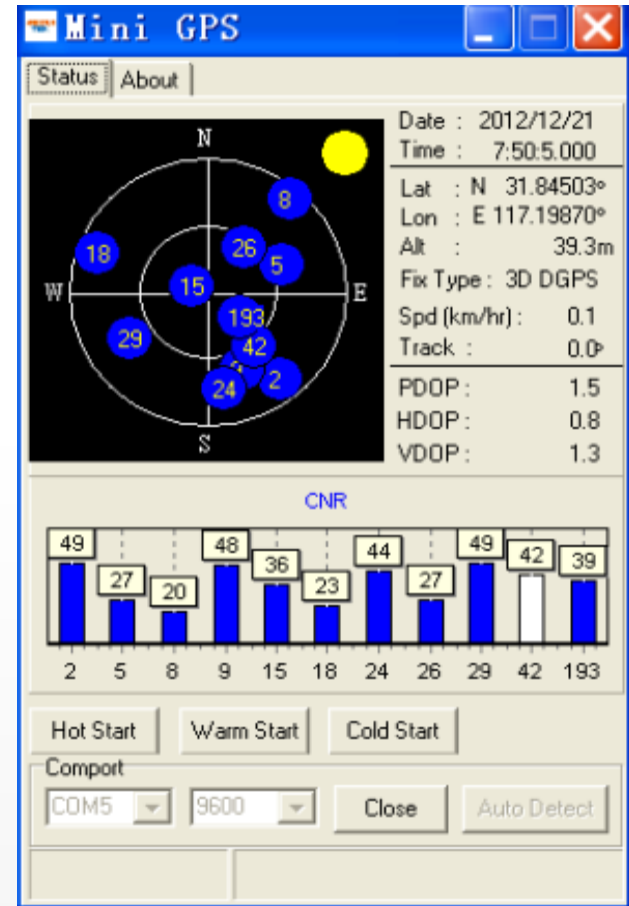 Mini GPS
Status About
N
8
18
26
5
15
W
E
193
29
42
2
24
S
Date : 2012/12/21
Time : 7:50:5.000
Lat : N 31.84503°
Lon : E 117.19870°
Alt : 39.3m
Fix Type : 3D DGPS
Spd (km/hr) : 0.1
Track : 0.0°
PDOP : 1.5
HDOP : 0.8
VDOP : 1.3
CNR
49 27 20 48 36 23 44 27 49 42 39
2 5 8 9 15 18 24 26 29 42 193
Hot Start Warm Start Cold Start
Comport
COM5 9600 Close Auto Detect